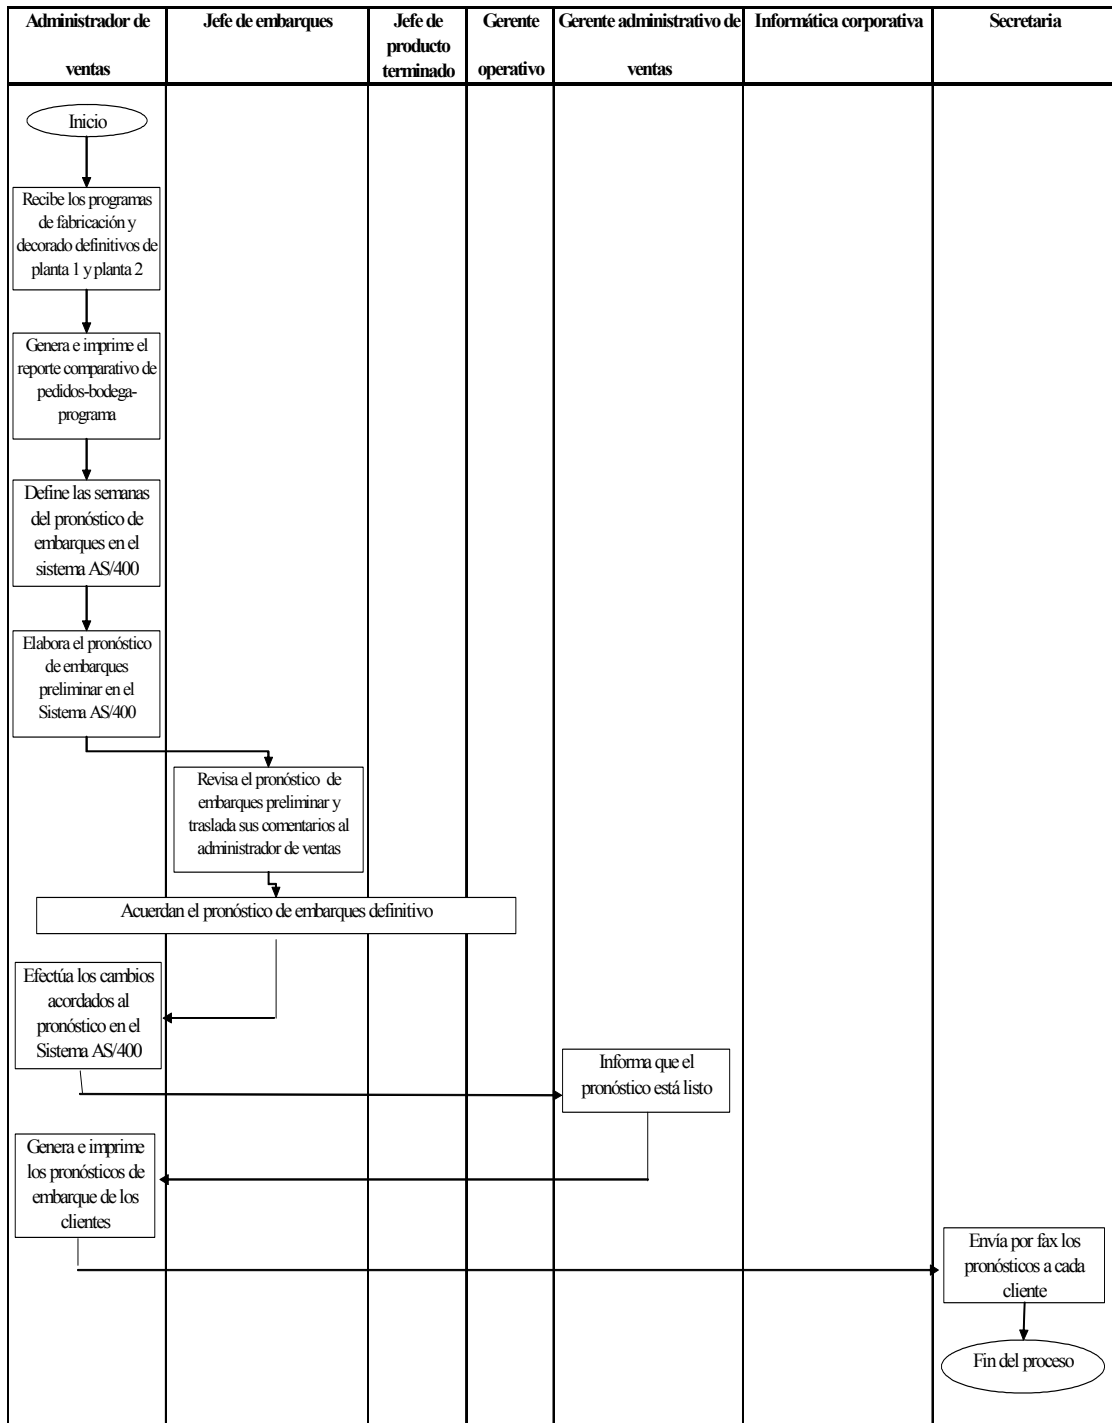 Administrador de
ventas
Jefe de embarques
Jefe de
producto
terminado
Gerente
operativo
Gerente administrativo de
ventas
Informática corporativa
Secretaria
Inicio
Recibe los programas
de fabricación y
decorado definitivos de
planta 1 y planta 2
Genera e imprime el
reporte comparativo de
pedidos-bodega-
programa
Define las semanas
del pronóstico de
embarques en el
sistema AS/400
Elabora el pronóstico
de embarques
preliminar en el
Sistema AS/400
Revisa el pronóstico de
embarques preliminar y
traslada sus comentarios al
administrador de ventas
Acuerdan el pronóstico de embarques definitivo
Efectúa los cambios
acordados al
pronóstico en el
Sistema AS/400
Informa que el
pronóstico está listo
Genera e imprime
los pronósticos de
embarque de los
clientes
Envía por fax los
pronósticos a cada
cliente
Fin del proceso